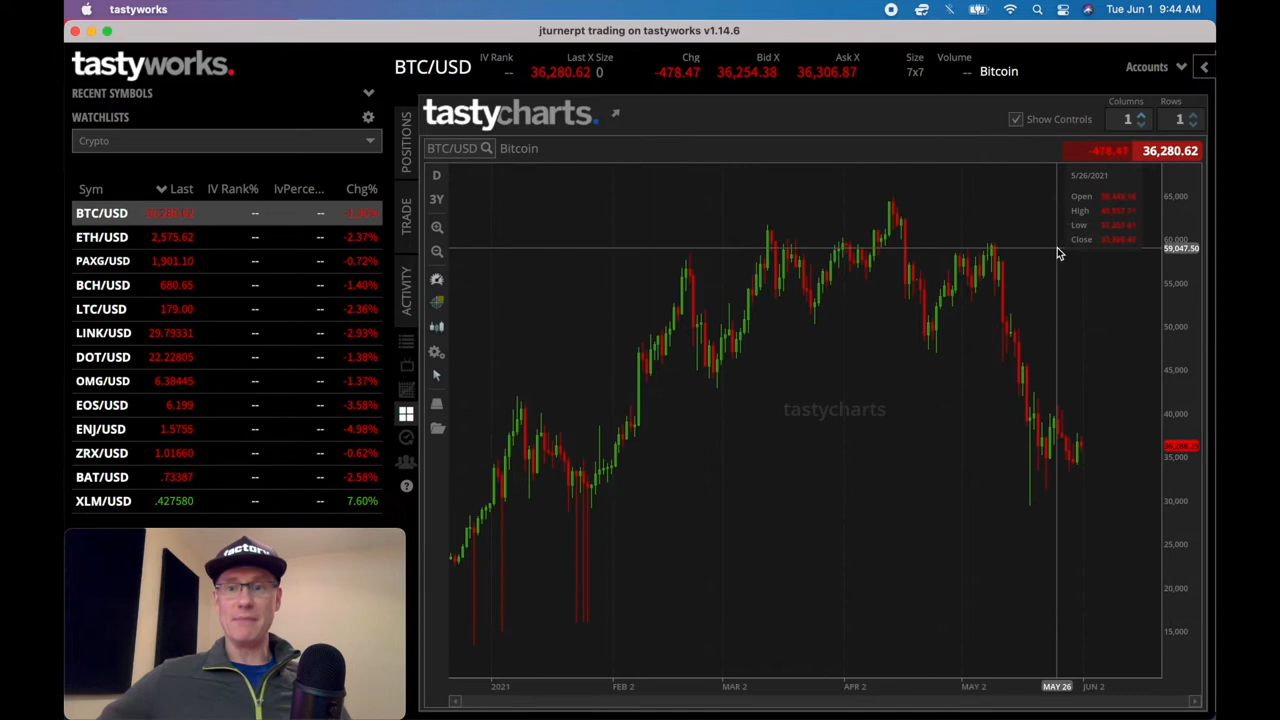 tastyworks
Tue Jun 1 9:44 AM
jturnerpt trading on tastyworks v1.14.6
tastyworks.
BTC/USD
IV Rank
--
Last X Size
36,280.62 0
Chg
-478.47
Bid X
36,254.38
Ask X
36,306.87
Size
7x7
Volume
--
Bitcoin
Accounts
RECENT SYMBOLS
WATCHLISTS
Crypto
Sym Last IV Rank% IvPerce... Chg%
BTC/USD -- --
ETH/USD 2,575.62 -- -- -2.37%
PAXG/USD 1,901.10 -- -- -0.72%
BCH/USD 680.65 -- -- -1.40%
LTC/USD 179.00 -- -- -2.36%
LINK/USD 29.79331 -- -- -2.93%
DOT/USD 22.22805 -- -- -1.38%
OMG/USD 6.38445 -- -- -1.37%
EOS/USD 6.199 -- -- -3.58%
ENJ/USD 1.5755 -- -- -4.98%
ZRX/USD 1.01660 -- -- -0.62%
BAT/USD .73387 -- -- -2.58%
XLM/USD .427580 -- -- 7.60%
POSITIONS
TRADE
ACTIVITY
tastycharts.
Show Controls
Columns
1
Rows
1
BTC/USD
Bitcoin
-478.47
36,280.62
D
3Y
5/26/2021
Open
High
Low
Close
65,000
60,000
59,047.50
55,000
50,000
45,000
40,000
35,000
30,000
25,000
20,000
15,000
tastycharts
2021 FEB 2 MAR 2 APR 2 MAY 2 MAY 26 JUN 2
factory